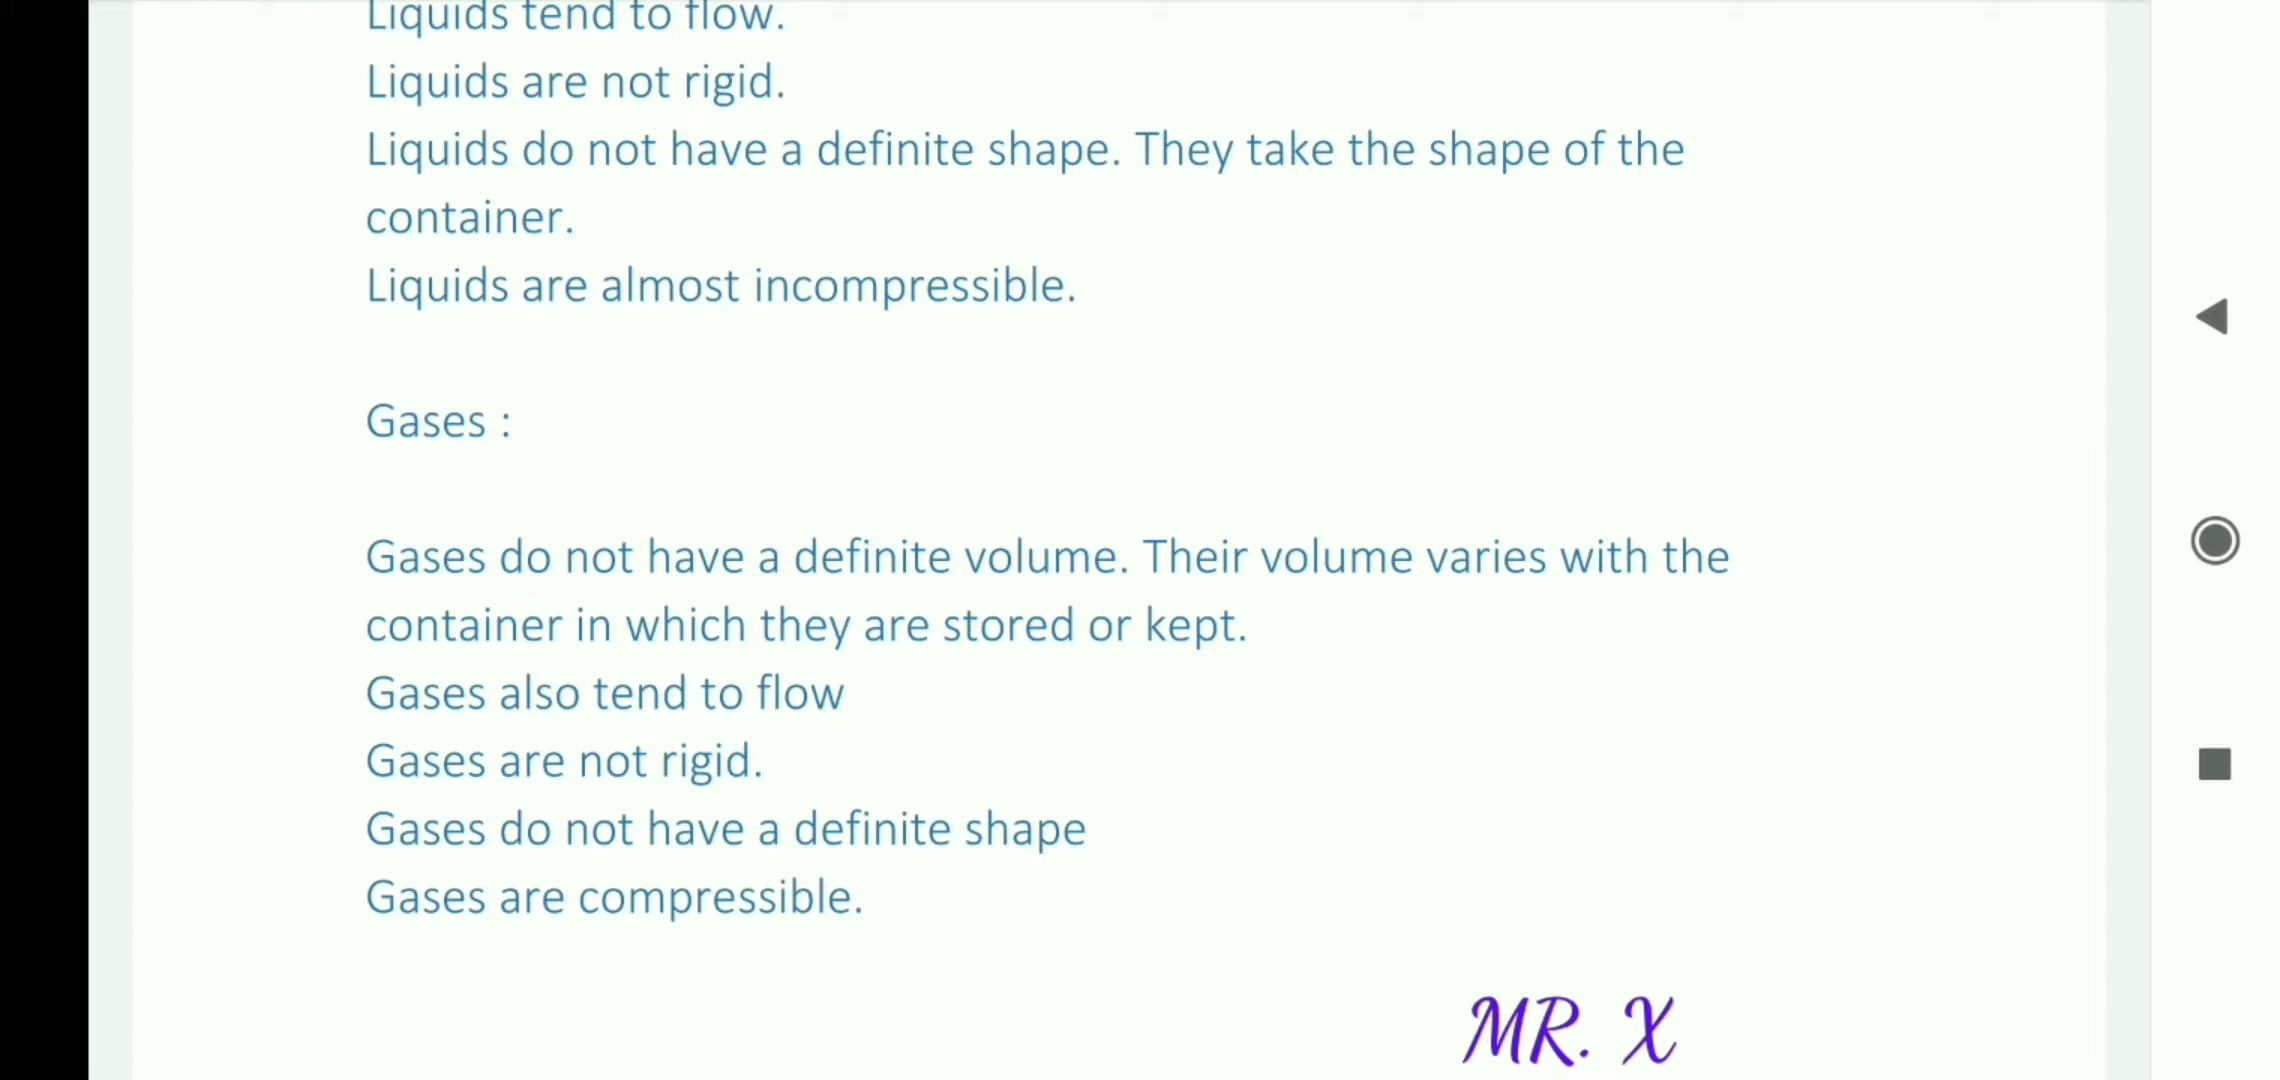 Liquids tend to flow.
Liquids are not rigid.
Liquids do not have a definite shape. They take the shape of the
container.
Liquids are almost incompressible.
Gases :
Gases do not have a definite volume. Their volume varies with the
container in which they are stored or kept.
Gases also tend to flow
Gases are not rigid.
Gases do not have a definite shape
Gases are compressible.
MR. X